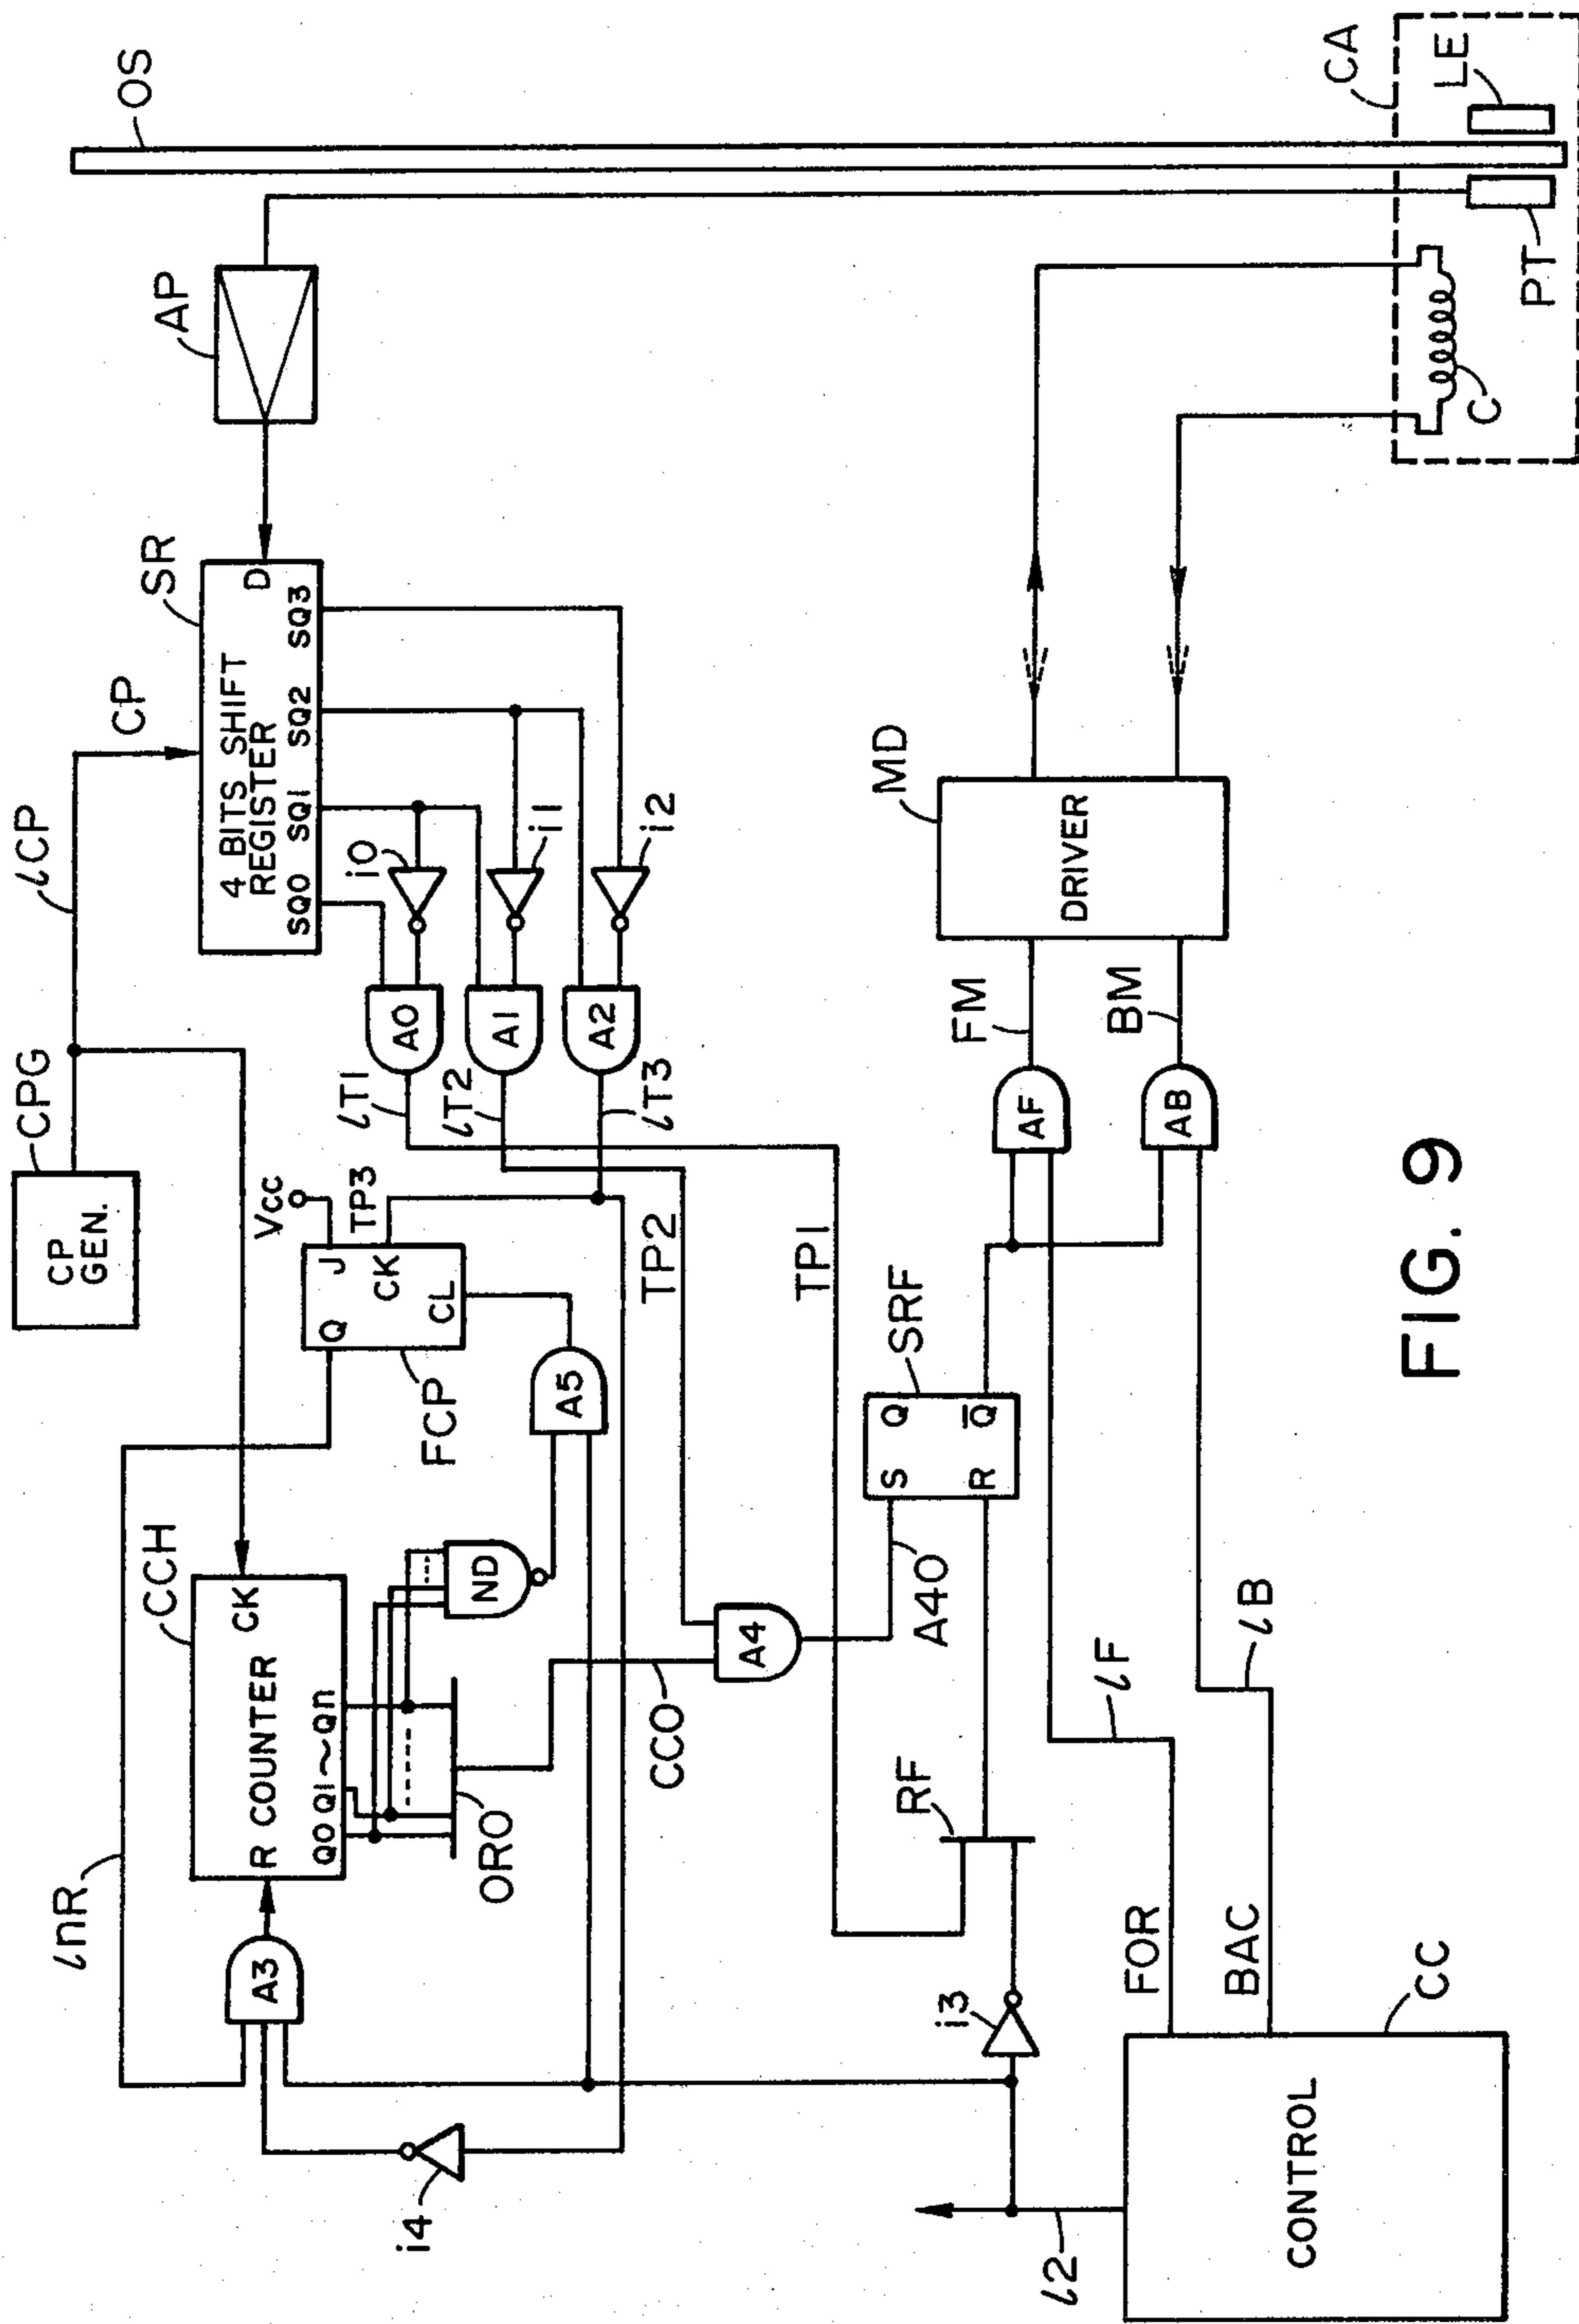 CP GEN.
CPG
ℓCP
CP
4 BITS SHIFT
REGISTER
SR
D
SQ0 SQ1 SQ2 SQ3
AP
OS
CA
LE
PT
C
i0
i1
i2
A0
A1
A2
ℓT1
ℓT2
ℓT3
Vcc
TP3
J
Q
CK
CL
FCP
CCH
CK
R COUNTER
Q0 Q1~Qn
ND
A5
ORO
CCO
ℓnR
A3
i4
TP2
TP1
A4
A40
SRF
S Q
R Q̅
RF
i3
AF
AB
FM
BM
MD
DRIVER
ℓF
ℓB
FOR
BAC
CC
CONTROL
ℓ2
FIG. 9